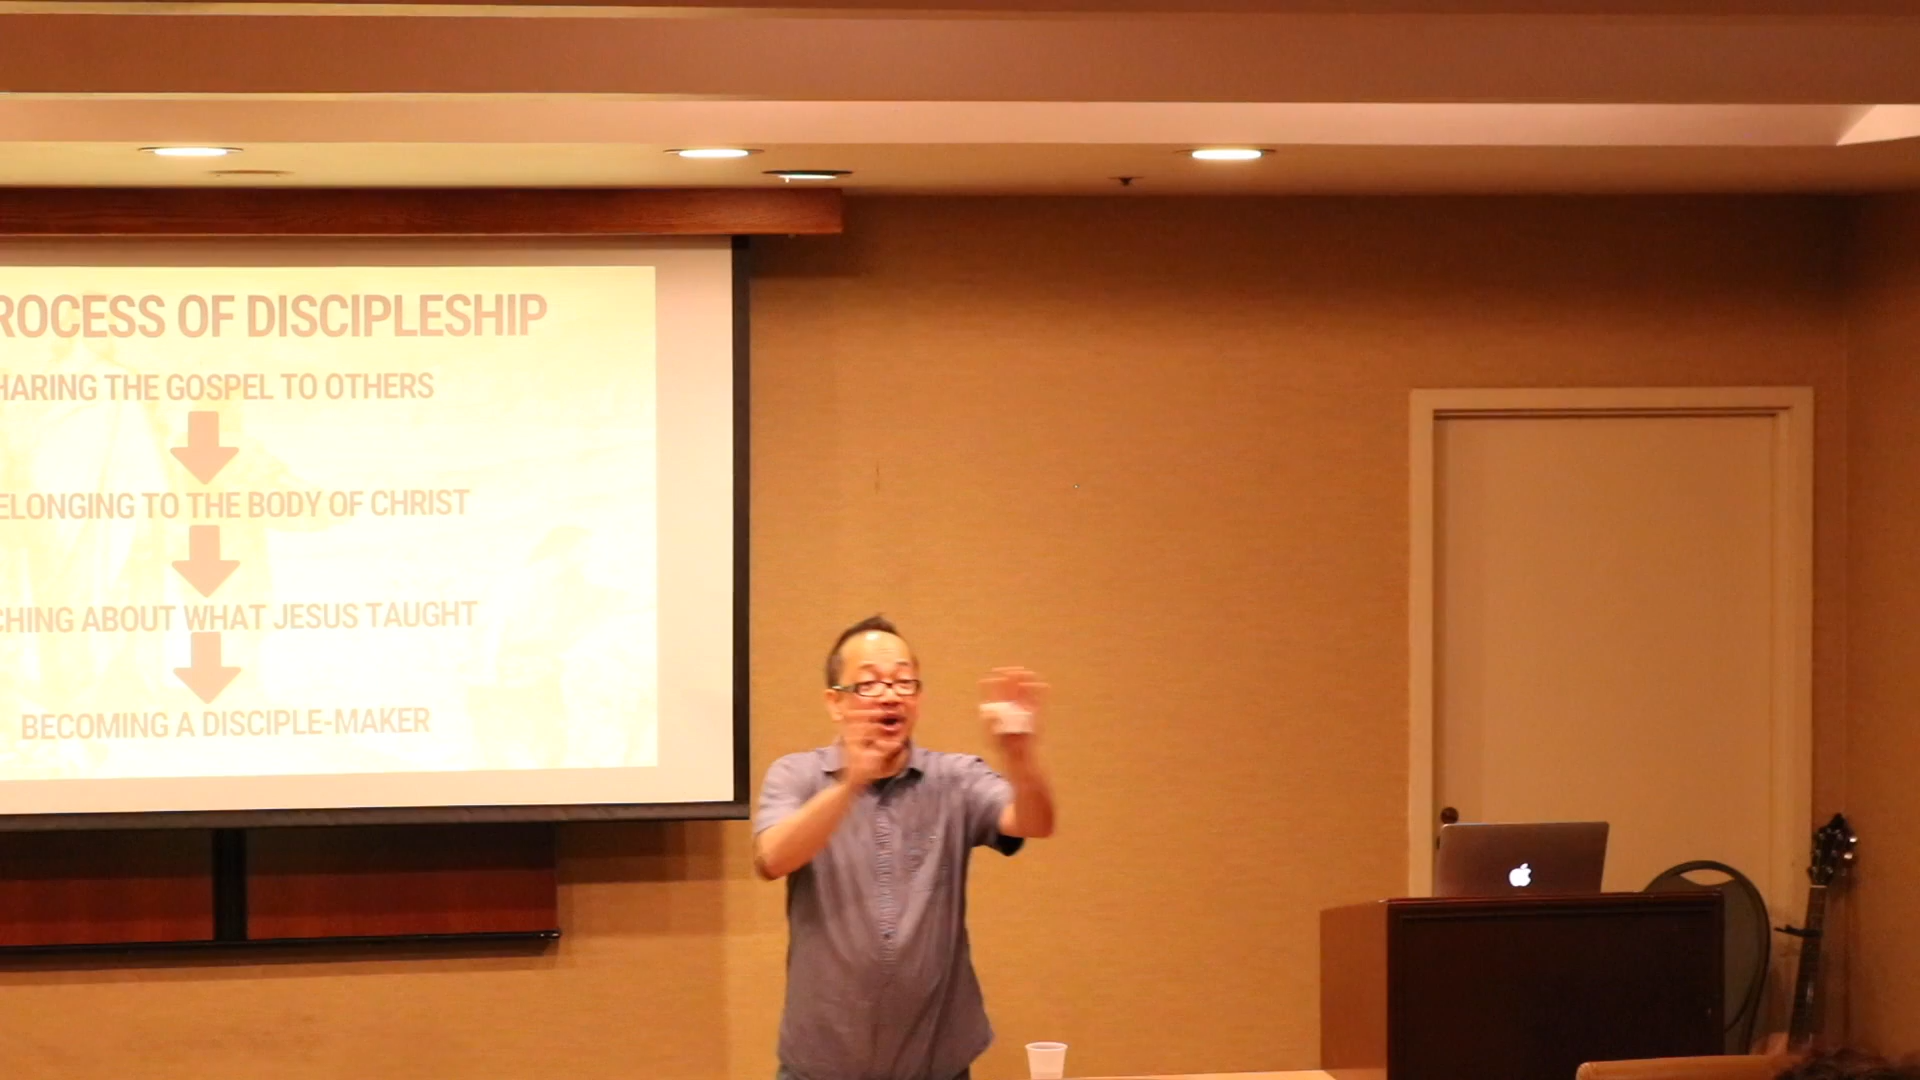 ROCESS OF DISCIPLESHIP
HARING THE GOSPEL TO OTHERS
ELONGING TO THE BODY OF CHRIST
CHING ABOUT WHAT JESUS TAUGHT
BECOMING A DISCIPLE-MAKER